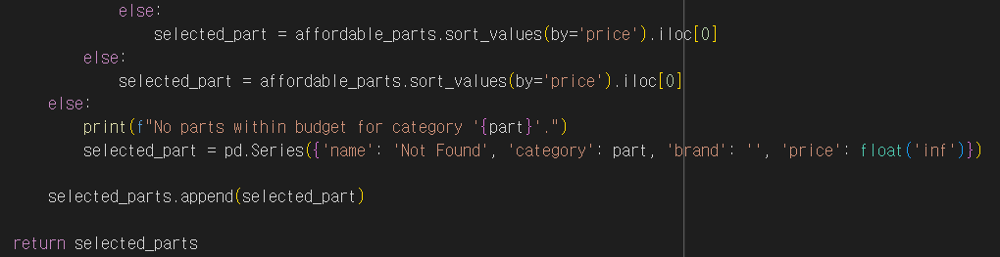 else:
selected_part = affordable_parts.sort_values(by='price').iloc[0]
else:
selected_part = affordable_parts.sort_values(by='price').iloc[0]
else:
print(f"No parts within budget for category '{part}'.")
selected_part = pd.Series({'name': 'Not Found', 'category': part, 'brand': '', 'price': float('inf')})
selected_parts.append(selected_part)
return selected_parts